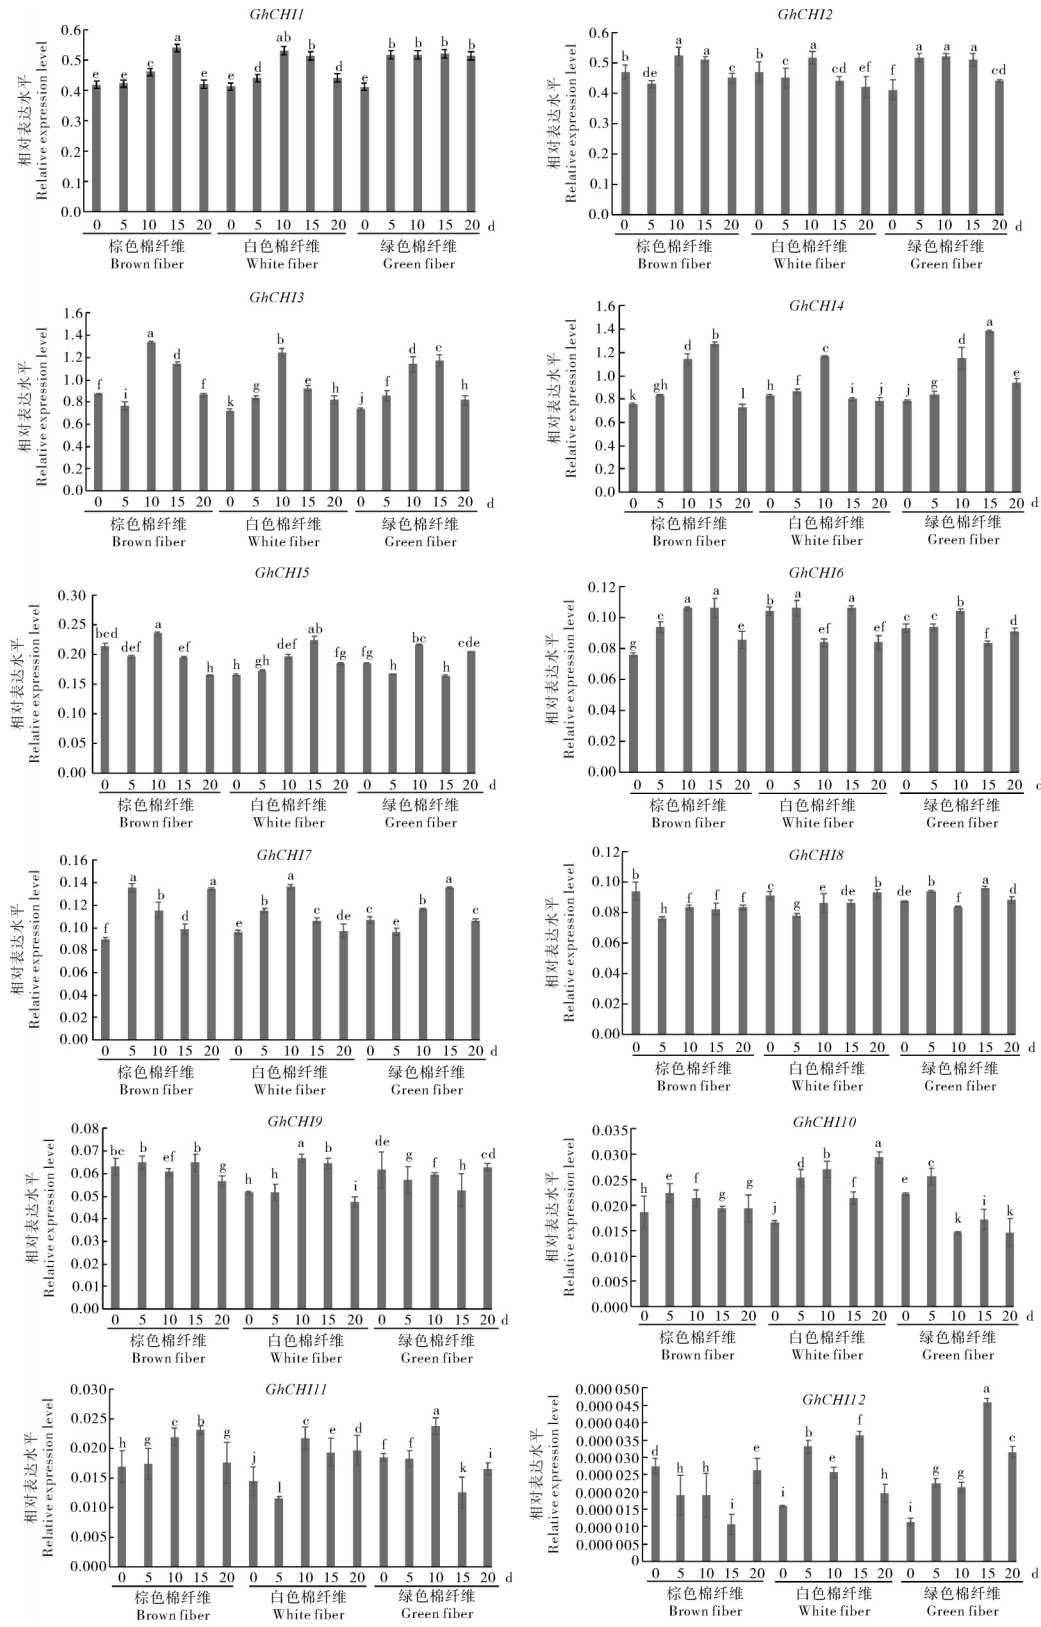 GhCHI1
相对表达水平
Relative expression level
0.6
0.5
0.4
0.3
0.2
0.1
0.0
e e c a e e d ab b d e b b b b
0 5 10 15 20 0 5 10 15 20 0 5 10 15 20 d
棕色棉纤维 白色棉纤维 绿色棉纤维
Brown fiber White fiber Green fiber
GhCHI2
相对表达水平
Relative expression level
0.6
0.5
0.4
0.3
0.2
0.1
0.0
b de a a c b c a cd ef f a a a cd
0 5 10 15 20 0 5 10 15 20 0 5 10 15 20 d
棕色棉纤维 白色棉纤维 绿色棉纤维
Brown fiber White fiber Green fiber
GhCHI3
相对表达水平
Relative expression level
1.6
1.4
1.2
1.0
0.8
0.6
0.4
0.2
0.0
f i a d f k g b e h j f d c h
0 5 10 15 20 0 5 10 15 20 0 5 10 15 20 d
棕色棉纤维 白色棉纤维 绿色棉纤维
Brown fiber White fiber Green fiber
GhCHI4
相对表达水平
Relative expression level
1.6
1.4
1.2
1.0
0.8
0.6
0.4
0.2
0.0
k gh d b l h f c i j j g d a e
0 5 10 15 20 0 5 10 15 20 0 5 10 15 20 d
棕色棉纤维 白色棉纤维 绿色棉纤维
Brown fiber White fiber Green fiber
GhCHI5
相对表达水平
Relative expression level
0.30
0.25
0.20
0.15
0.10
0.05
0.00
bcd def a ef h h gh def ab fg fg h bc h cde
0 5 10 15 20 0 5 10 15 20 0 5 10 15 20 d
棕色棉纤维 白色棉纤维 绿色棉纤维
Brown fiber White fiber Green fiber
GhCHI6
相对表达水平
Relative expression level
0.12
0.10
0.08
0.06
0.04
0.02
0.00
g c a a e b a ef a ef c c b f d
0 5 10 15 20 0 5 10 15 20 0 5 10 15 20 d
棕色棉纤维 白色棉纤维 绿色棉纤维
Brown fiber White fiber Green fiber
GhCHI7
相对表达水平
Relative expression level
0.16
0.14
0.12
0.10
0.08
0.06
0.04
0.02
0.00
f a b d a e b a c de c e b a c
0 5 10 15 20 0 5 10 15 20 0 5 10 15 20 d
棕色棉纤维 白色棉纤维 绿色棉纤维
Brown fiber White fiber Green fiber
GhCHI8
相对表达水平
Relative expression level
0.12
0.10
0.08
0.06
0.04
0.02
0.00
b h f f f c g e de b de b f a d
0 5 10 15 20 0 5 10 15 20 0 5 10 15 20 d
棕色棉纤维 白色棉纤维 绿色棉纤维
Brown fiber White fiber Green fiber
GhCHI9
相对表达水平
Relative expression level
0.08
0.07
0.06
0.05
0.04
0.03
0.02
0.01
0.00
bc b ef b g h h a b i de g f h cd
0 5 10 15 20 0 5 10 15 20 0 5 10 15 20 d
棕色棉纤维 白色棉纤维 绿色棉纤维
Brown fiber White fiber Green fiber
GhCHI10
相对表达水平
Relative expression level
0.035
0.030
0.025
0.020
0.015
0.010
0.005
0.000
h e f g g j d b f a e c k i k
0 5 10 15 20 0 5 10 15 20 0 5 10 15 20 d
棕色棉纤维 白色棉纤维 绿色棉纤维
Brown fiber White fiber Green fiber
GhCHI11
相对表达水平
Relative expression level
0.030
0.025
0.020
0.015
0.010
0.005
0.000
h g c b g j l c e d f f a k i
0 5 10 15 20 0 5 10 15 20 0 5 10 15 20 d
棕色棉纤维 白色棉纤维 绿色棉纤维
Brown fiber White fiber Green fiber
GhCHI12
相对表达水平
Relative expression level
0.000 050
0.000 045
0.000 040
0.000 035
0.000 030
0.000 025
0.000 020
0.000 015
0.000 010
0.000 005
0
d h h i e i b e f h i g g a c
0 5 10 15 20 0 5 10 15 20 0 5 10 15 20 d
棕色棉纤维 白色棉纤维 绿色棉纤维
Brown fiber White fiber Green fiber